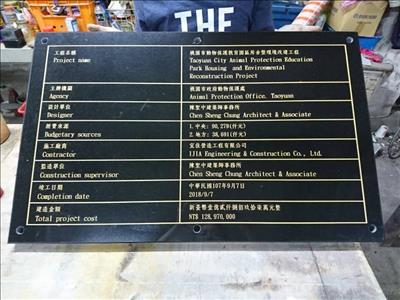 THE
工程名稱
Project name
桃園市動物保護教育園區房舍暨環境改建工程
Taoyuan City Animal Protection Education
Park Housing and Environmental
Reconstruction Project
主辦機關
Agency
桃園市政府動物保護處
Animal Protection Office, Taoyuan
設計單位
Designer
陳聖中建築師事務所
Chen Sheng Chung Architect & Associate
經費來源
Budgetary sources
1.中央: 90,279(仟元)
2.地方: 38,691(仟元)
施工廠商
Contractor
宜佳營造工程有限公司
IJIA Engineering & Construction Co., Ltd.
監造單位
Construction supervisor
陳聖中建築師事務所
Chen Sheng Chung Architect & Associate
竣工日期
Completion date
中華民國107年9月7日
2018/9/7
建造金額
Total project cost
新臺幣壹億貳仟捌佰玖拾柒萬元整
NT$ 128,970,000